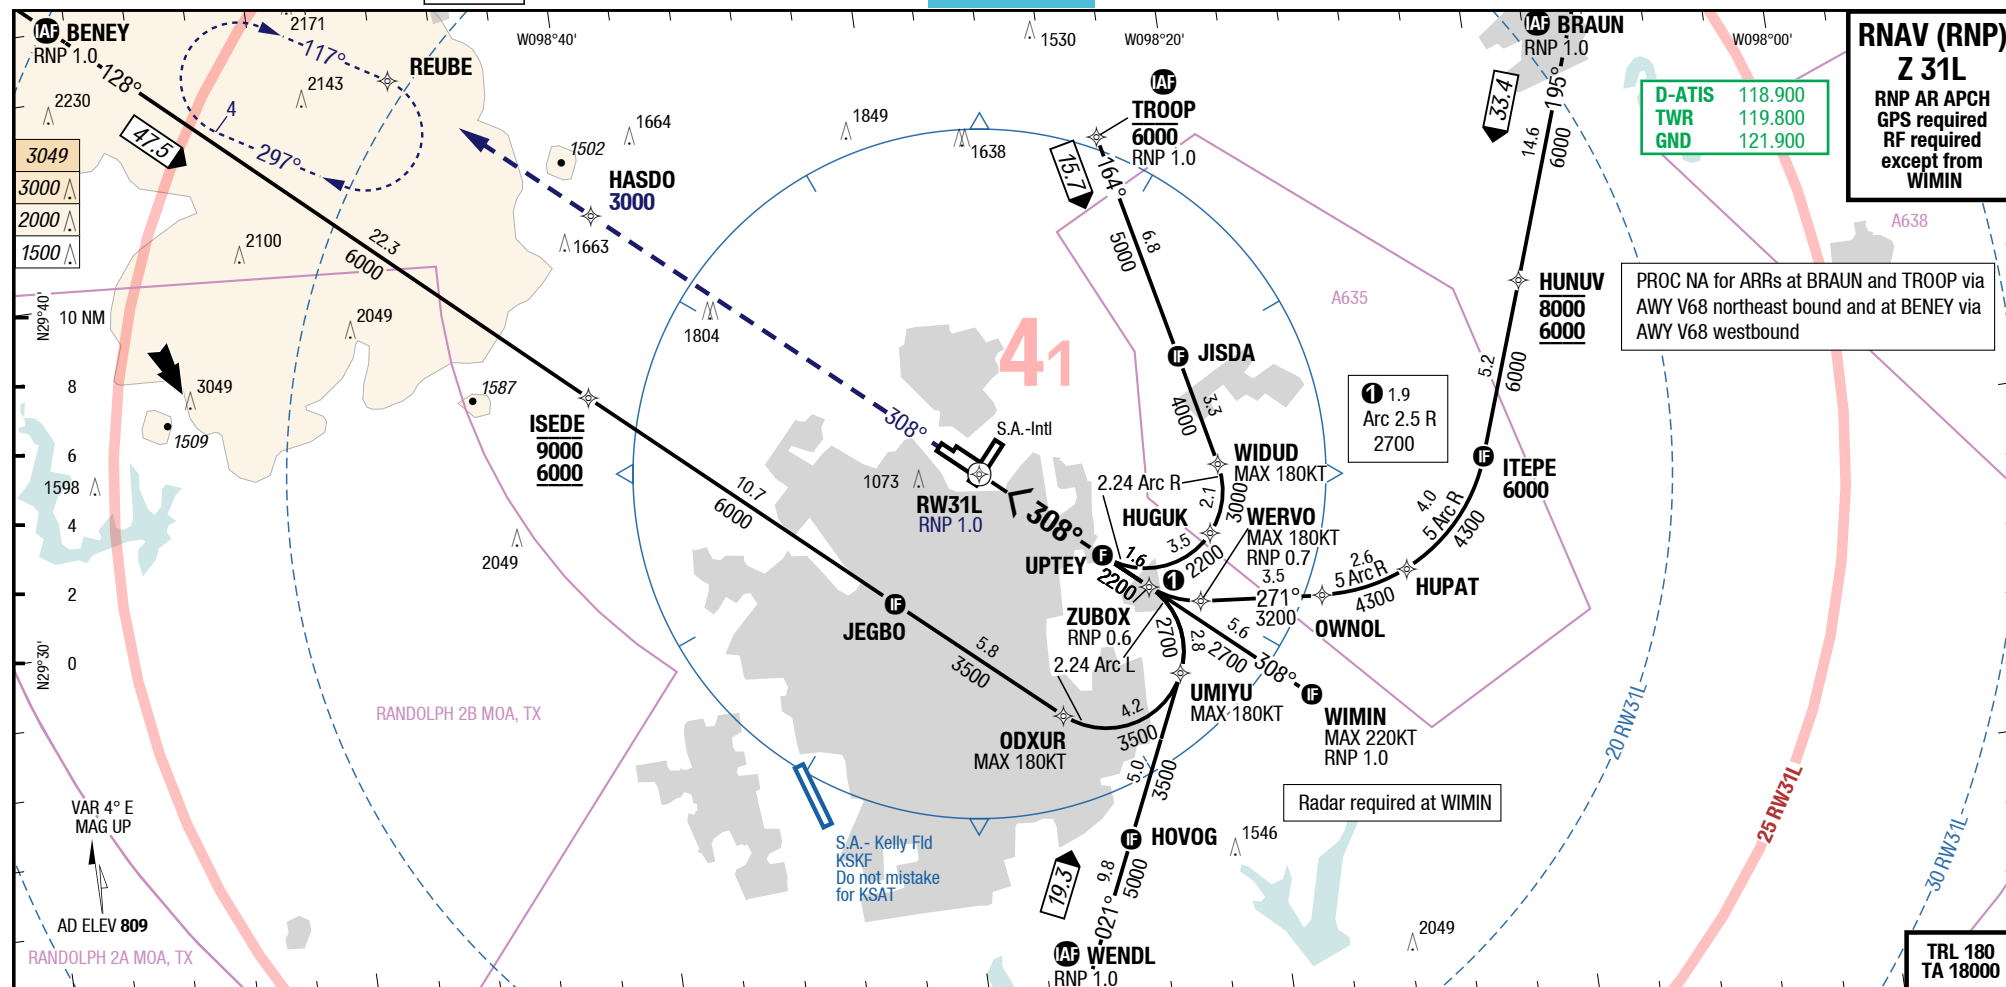 IAF BENEY
RNP 1.0
128°
47.5
2171
117°
REUBE
2143
2230
4
297°
W098°40'
1530
W098°20'
IAF BRAUN
RNP 1.0
W098°00'
RNAV (RNP)
Z 31L
RNP AR APCH
GPS required
RF required
except from
WIMIN
D-ATIS 118.900
TWR 119.800
GND 121.900
3049
3000
2000
1500
1664
1502
1849
1638
IAF
TROOP
6000
RNP 1.0
15.7
164°
33.4
195°
14.6
6000
HASDO
3000
1663
2100
22.3
6000
6.8
5000
A638
A635
HUNUV
8000
6000
PROC NA for ARRs at BRAUN and TROOP via
AWY V68 northeast bound and at BENEY via
AWY V68 westbound
N29°40'
10 NM
2049
1804
41
IF JISDA
5.2
6000
8
3049
1587
1509
ISEDE
9000
6000
308°
S.A.-Intl
3.3
4000
1 1.9
Arc 2.5 R
2700
6
1598
10.7
6000
1073
RW31L
RNP 1.0
308°
2.24 Arc R
WIDUD
MAX 180KT
2.1
3000
IF
ITEPE
6000
4.0
5 Arc R
4300
4
2049
HUGUK
WERVO
MAX 180KT
RNP 0.7
F
UPTEY
1.6
2200
3.5
2200
1
2.6
5 Arc R
4300
HUPAT
2
IF
JEGBO
ZUBOX
RNP 0.6
2.24 Arc L
3.5
271°
3200
OWNOL
0
N29°30'
5.8
3500
2700
2.8
5.6
2700
308°
IF
WIMIN
MAX 220KT
RNP 1.0
UMIYU
MAX 180KT
RANDOLPH 2B MOA, TX
ODXUR
MAX 180KT
4.2
3500
5.0
3500
20 RW31L
25 RW31L
30 RW31L
Radar required at WIMIN
VAR 4° E
MAG UP
AD ELEV 809
S.A.- Kelly Fld
KSKF
Do not mistake
for KSAT
IF HOVOG
1546
19.3
9.8
5000
021°
2049
RANDOLPH 2A MOA, TX
IAF WENDL
RNP 1.0
TRL 180
TA 18000